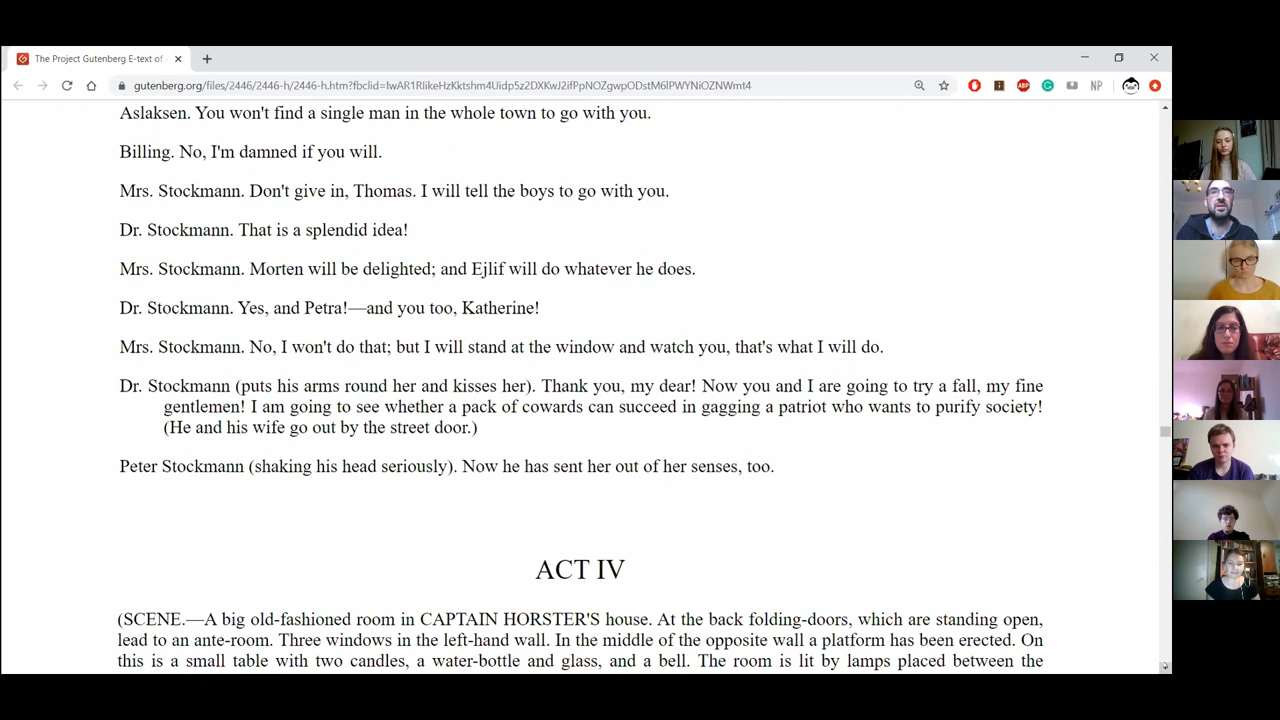 The Project Gutenberg E-text of
gutenberg.org/files/2446/2446-h/2446-h.htm?fbclid=
Aslaksen. You won't find a single man in the whole town to go with you.
Billing. No, I'm damned if you will.
Mrs. Stockmann. Don't give in, Thomas. I will tell the boys to go with you.
Dr. Stockmann. That is a splendid idea!
Mrs. Stockmann. Morten will be delighted; and Ejlif will do whatever he does.
Dr. Stockmann. Yes, and Petra!—and you too, Katherine!
Mrs. Stockmann. No, I won't do that; but I will stand at the window and watch you, that's what I will do.
Dr. Stockmann (puts his arms round her and kisses her). Thank you, my dear! Now you and I are going to try a fall, my fine
gentlemen! I am going to see whether a pack of cowards can succeed in gagging a patriot who wants to purify society!
(He and his wife go out by the street door.)
Peter Stockmann (shaking his head seriously). Now he has sent her out of her senses, too.
ACT IV
(SCENE.—A big old-fashioned room in CAPTAIN HORSTER'S house. At the back folding-doors, which are standing open,
lead to an ante-room. Three windows in the left-hand wall. In the middle of the opposite wall a platform has been erected. On
this is a small table with two candles, a water-bottle and glass, and a bell. The room is lit by lamps placed between the